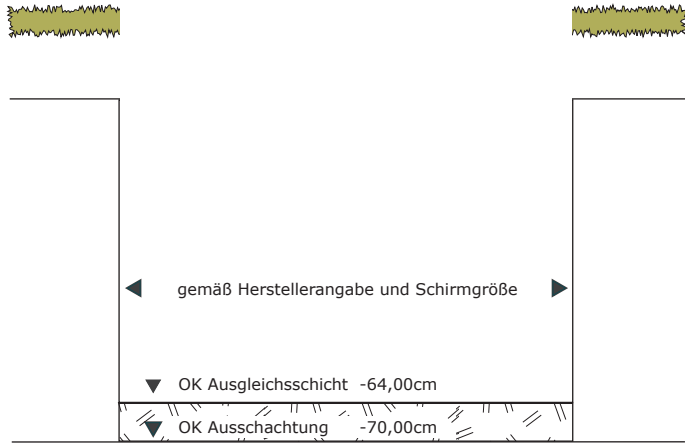 gemäß Herstellerangabe und Schirmgröße
OK Ausgleichsschicht -64,00cm
OK Ausschachtung -70,00cm